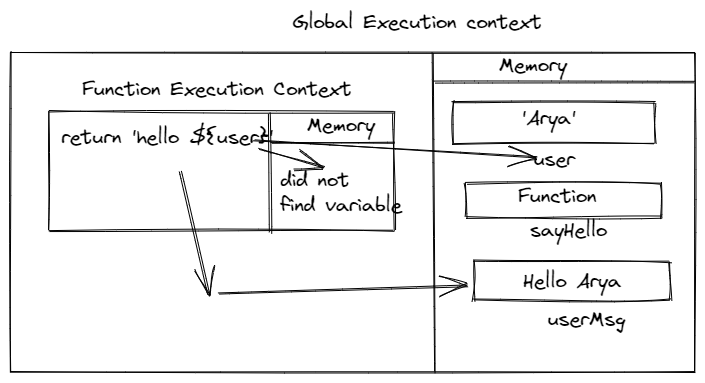 Global Execution context
Memory
Function Execution Context
return 'hello ${user}'
Memory
did not
find variable
'Arya'
user
Function
sayHello
Hello Arya
userMsg